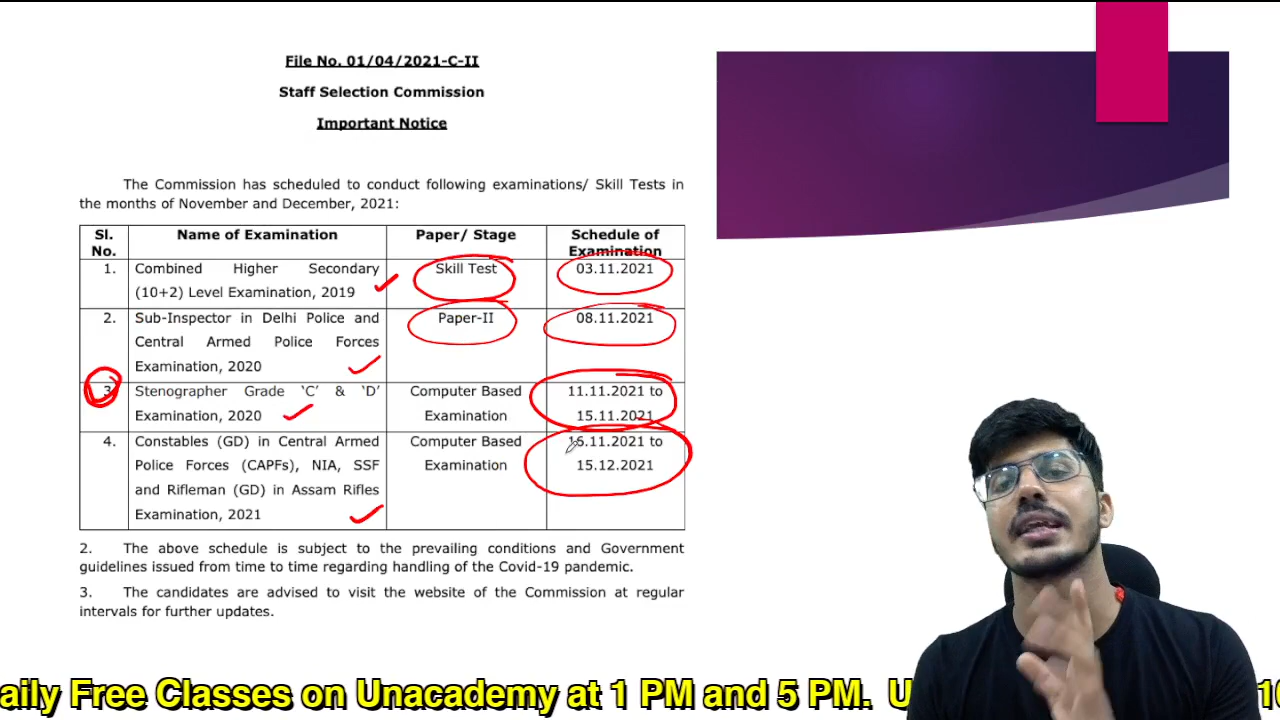 File No. 01/04/2021-C-II
Staff Selection Commission
Important Notice
The Commission has scheduled to conduct following examinations/ Skill Tests in
the months of November and December, 2021:
Sl. No. Name of Examination Paper/ Stage Schedule of Examination
1. Combined Higher Secondary Skill Test 03.11.2021
(10+2) Level Examination, 2019
2. Sub-Inspector in Delhi Police and Paper-II 08.11.2021
Central Armed Police Forces
Examination, 2020
3. Stenographer Grade ‘C’ & ‘D’ Computer Based 11.11.2021 to
Examination, 2020 Examination 15.11.2021
4. Constables (GD) in Central Armed Computer Based 16.11.2021 to
Police Forces (CAPFs), NIA, SSF Examination 15.12.2021
and Rifleman (GD) in Assam Rifles
Examination, 2021
2. The above schedule is subject to the prevailing conditions and Government
guidelines issued from time to time regarding handling of the Covid-19 pandemic.
3. The candidates are advised to visit the website of the Commission at regular
intervals for further updates.
aily Free Classes on Unacademy at 1 PM and 5 PM. U